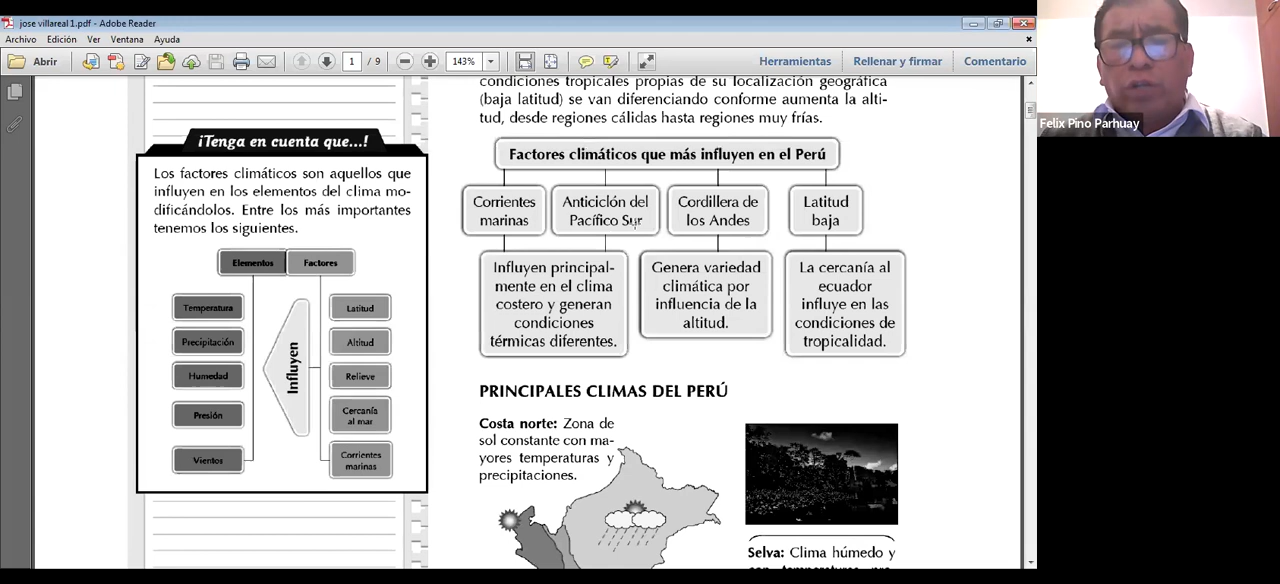 jose villareal 1.pdf - Adobe Reader
Archivo Edición Ver Ventana Ayuda
Abrir
1 / 9
143%
Herramientas Rellenar y firmar Comentario
Felix Pino Parhuay
¡Tenga en cuenta que...!
Los factores climáticos son aquellos que
influyen en los elementos del clima mo-
dificándolos. Entre los más importantes
tenemos los siguientes.
Elementos Factores
Temperatura
Precipitación
Humedad
Presión
Vientos
Influyen
Latitud
Altitud
Relieve
Cercanía
al mar
Corrientes
marinas
condiciones tropicales propias de su localización geográfica
(baja latitud) se van diferenciando conforme aumenta la alti-
tud, desde regiones cálidas hasta regiones muy frías.
Factores climáticos que más influyen en el Perú
Corrientes
marinas
Anticiclón del
Pacífico Sur
Cordillera de
los Andes
Latitud
baja
Influyen principal-
mente en el clima
costero y generan
condiciones
térmicas diferentes.
Genera variedad
climática por
influencia de la
altitud.
La cercanía al
ecuador
influye en las
condiciones de
tropicalidad.
PRINCIPALES CLIMAS DEL PERÚ
Costa norte: Zona de
sol constante con ma-
yores temperaturas y
precipitaciones.
Selva: Clima húmedo y
con temperaturas